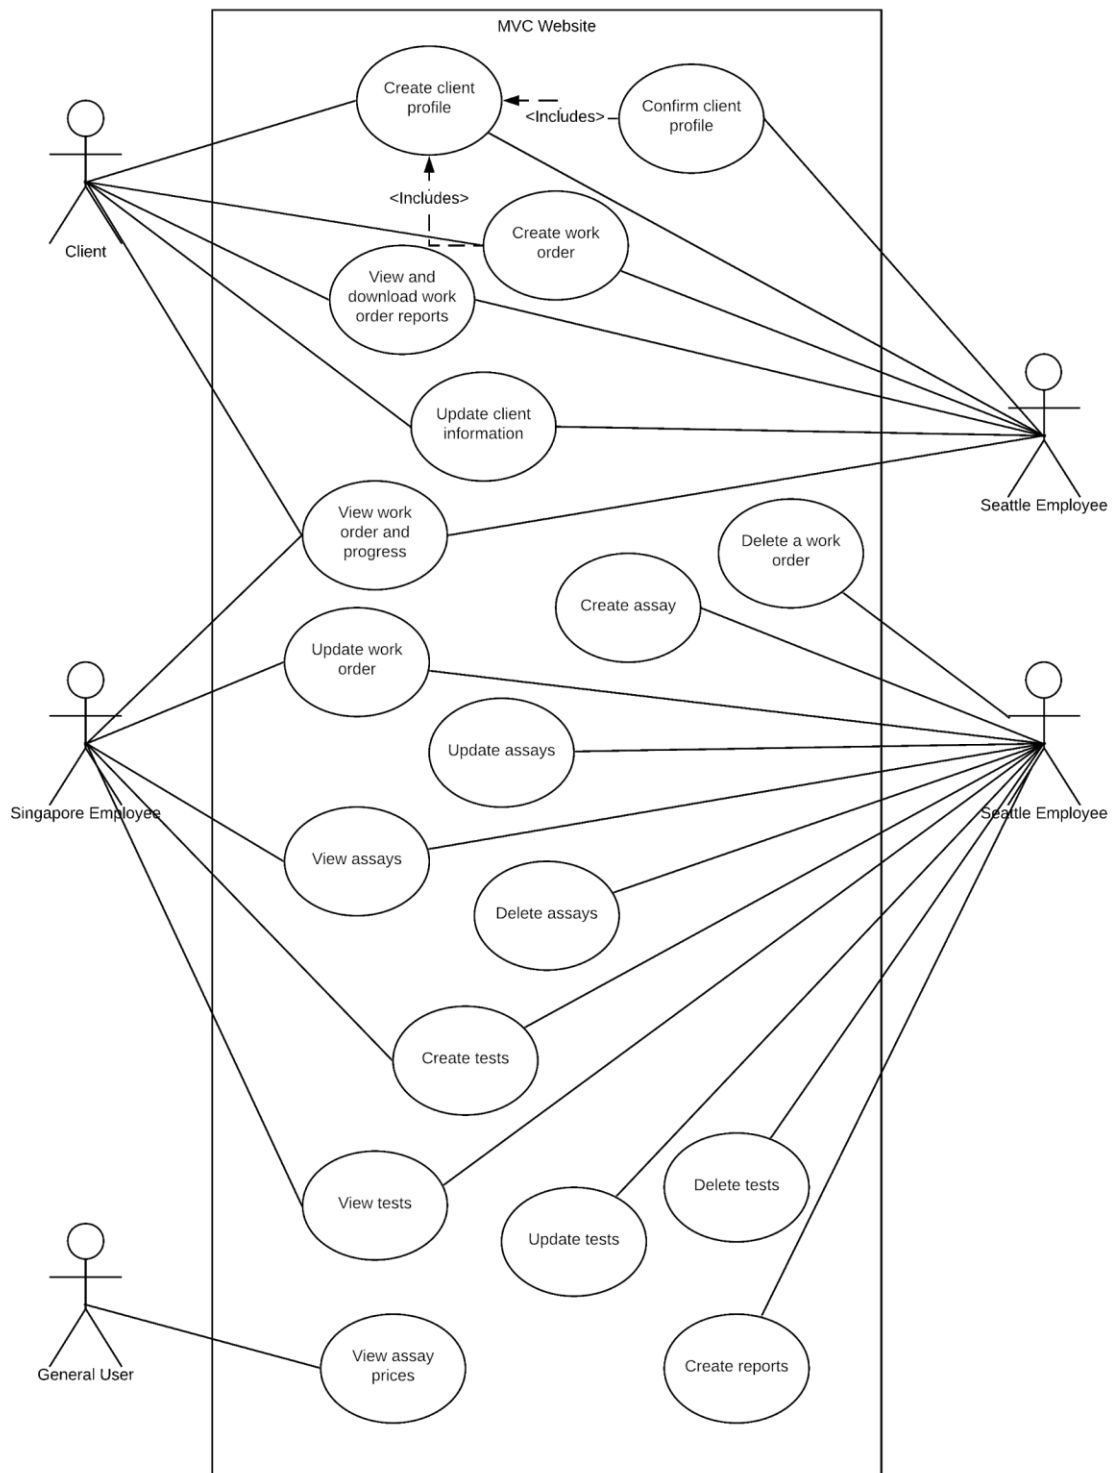 MVC Website
Create client
profile
<Includes>
Confirm client
profile
<Includes>
Create work
order
Client
View and
download work
order reports
Update client
information
Seattle Employee
View work
order and
progress
Delete a work
order
Create assay
Update work
order
Update assays
Singapore Employee
Seattle Employee
View assays
Delete assays
Create tests
Delete tests
View tests
Update tests
General User
View assay
prices
Create reports